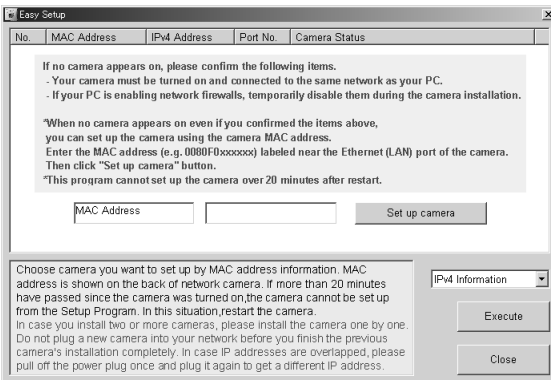 Easy Setup
No. MAC Address IPv4 Address Port No. Camera Status
If no camera appears on, please confirm the following items.
- Your camera must be turned on and connected to the same network as your PC.
- If your PC is enabling network firewalls, temporarily disable them during the camera installation.
*When no camera appears on even if you confirmed the items above,
you can set up the camera using the camera MAC address.
Enter the MAC address (e.g. 0080F0xxxxxx) labeled near the Ethernet (LAN) port of the camera.
Then click "Set up camera" button.
*This program cannot set up the camera over 20 minutes after restart.
MAC Address Set up camera
Choose camera you want to set up by MAC address information. MAC
address is shown on the back of network camera. If more than 20 minutes
have passed since the camera was turned on,the camera cannot be set up
from the Setup Program. In this situation,restart the camera.
In case you install two or more cameras, please install the camera one by one.
Do not plug a new camera into your network before you finish the previous
camera's installation completely. In case IP addresses are overlapped, please
pull off the power plug once and plug it again to get a different IP address.
IPv4 Information
Execute
Close